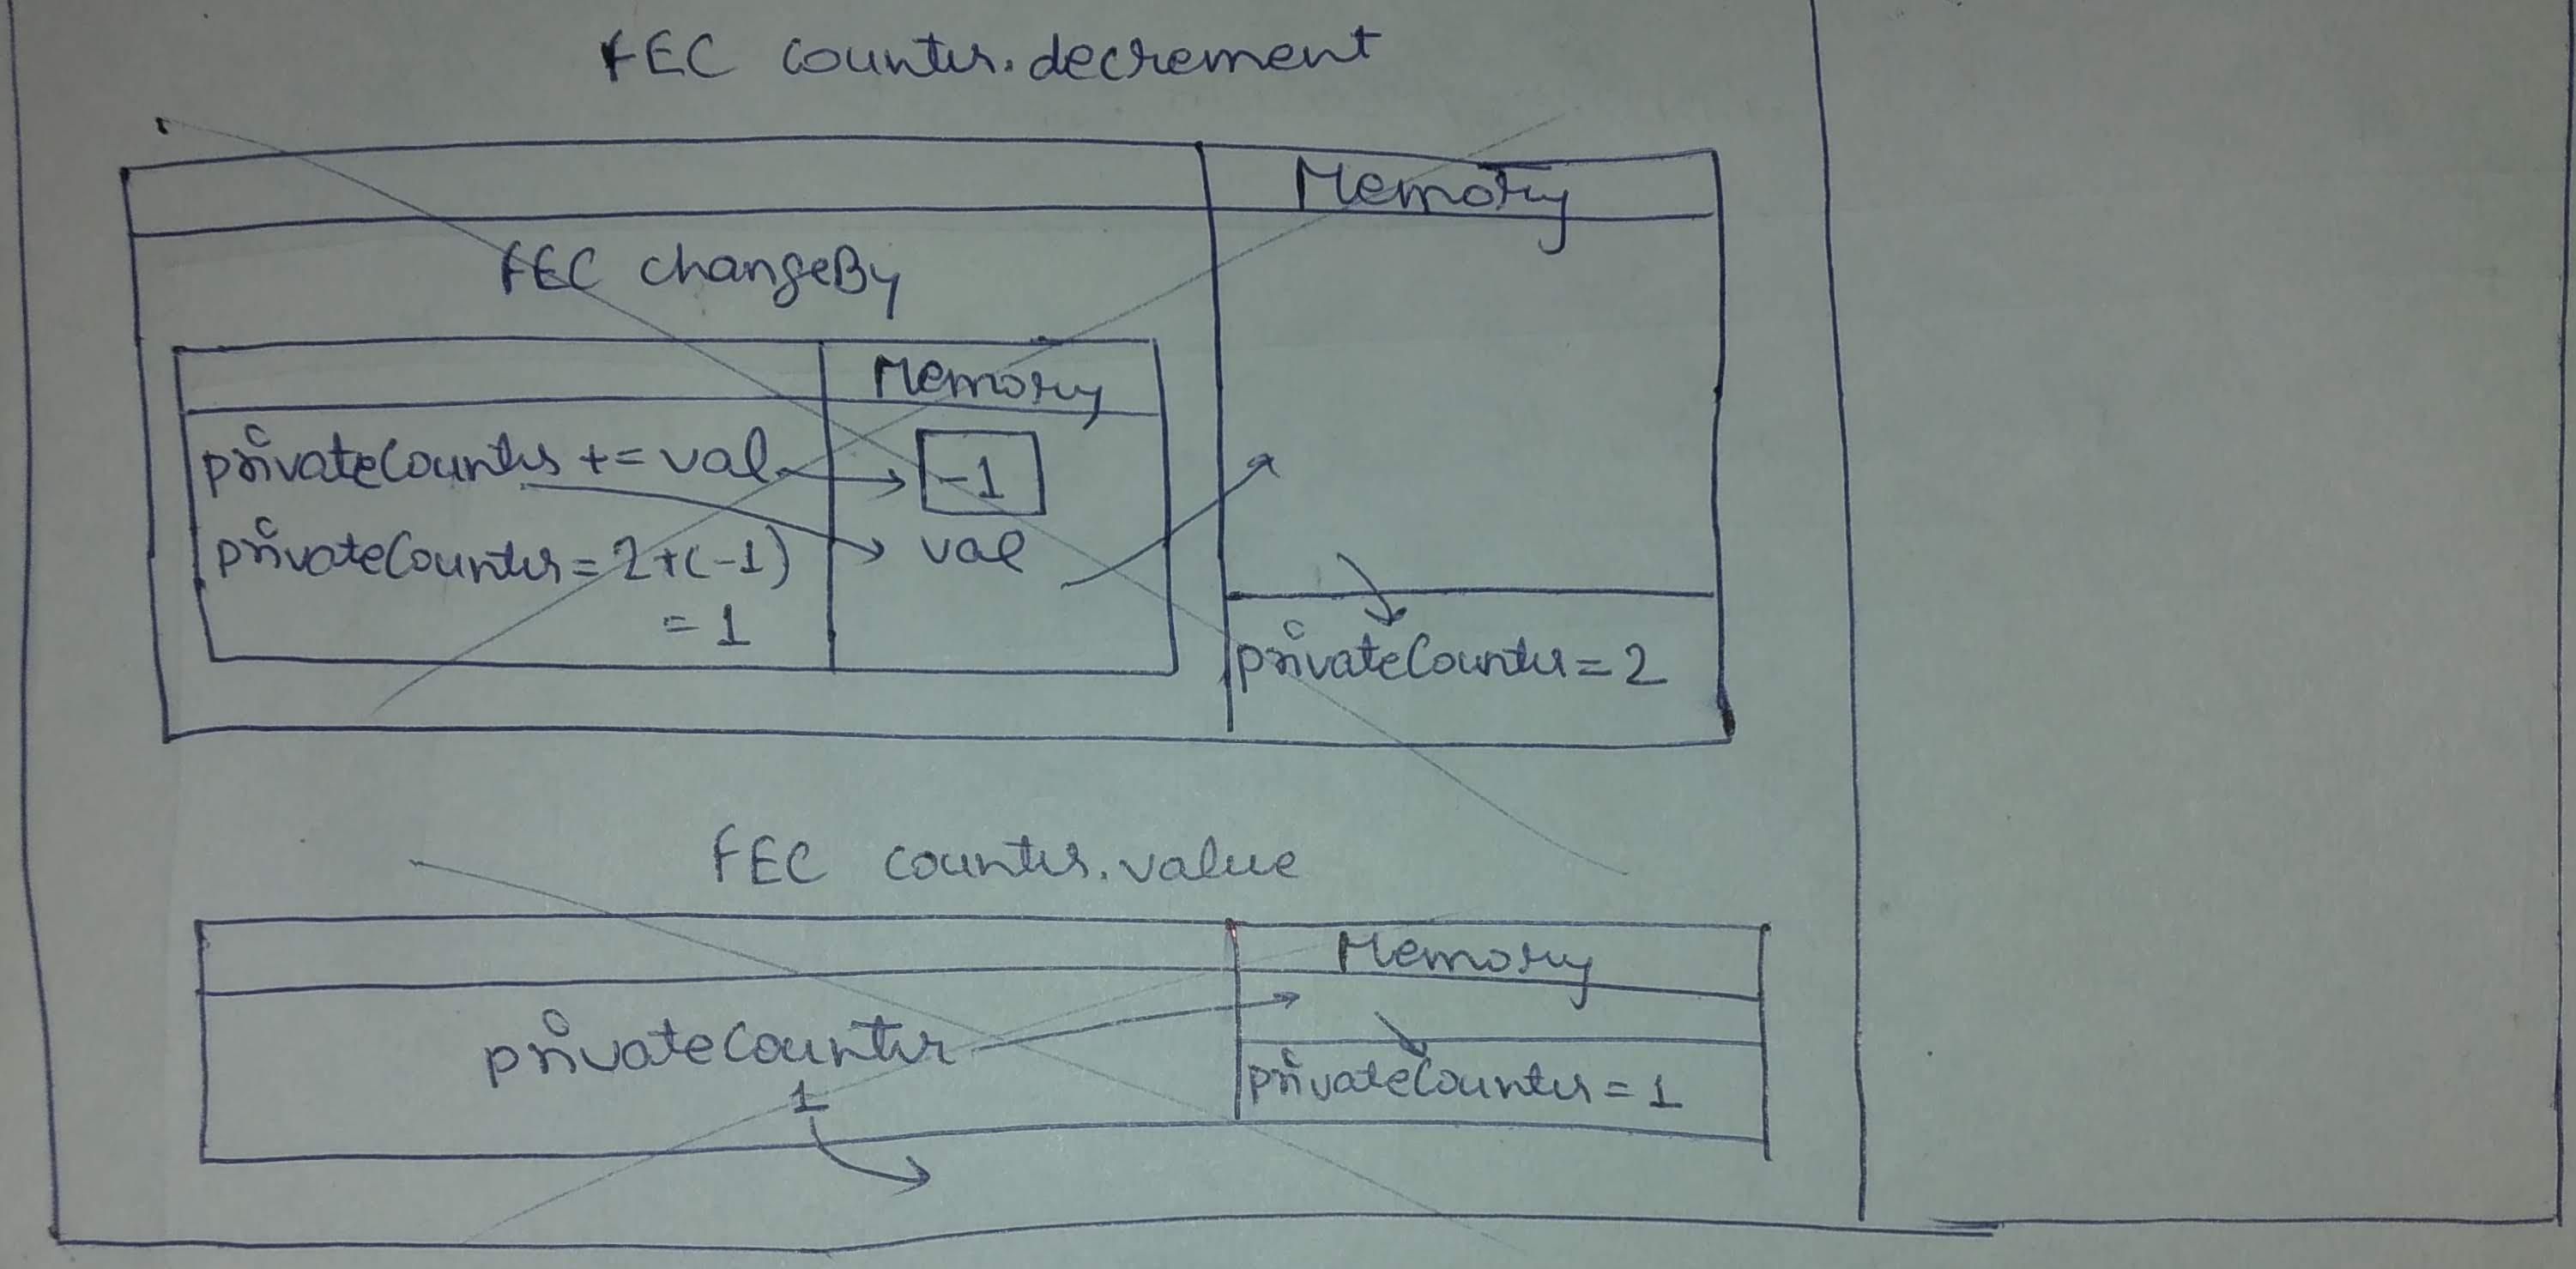 FEC counter.decrement
Memory
FEC changeBy
Memory
privateCounter += val
-1
privateCounter = 2+(-1)
val
= 1
privateCounter = 2
FEC counter.value
Memory
privateCounter
1
privateCounter = 1